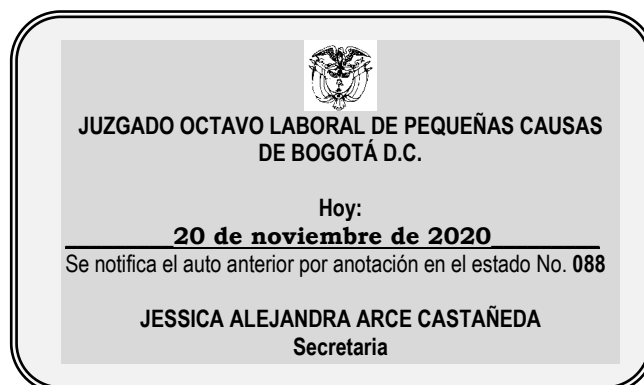 JUZGADO OCTAVO LABORAL DE PEQUEÑAS CAUSAS
DE BOGOTÁ D.C.
Hoy:
20 de noviembre de 2020
Se notifica el auto anterior por anotación en el estado No. 088
JESSICA ALEJANDRA ARCE CASTAÑEDA
Secretaria